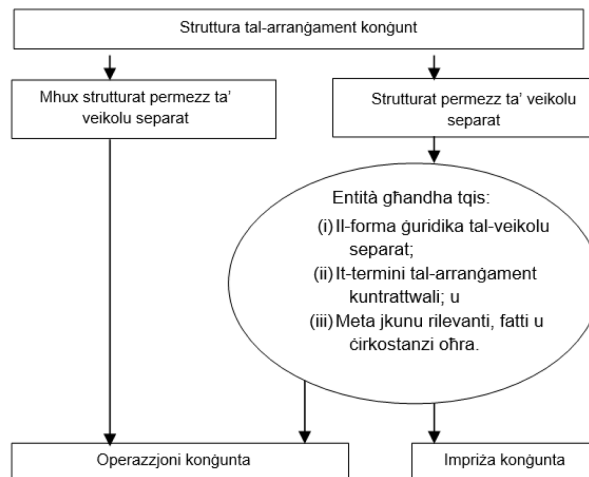 Struttura tal-arranġament konġunt
Mhux strutturat permezz ta’
veikolu separat
Strutturat permezz ta’ veikolu
separat
Entità għandha tqis:
(i) Il-forma ġuridika tal-veikolu
separat;
(ii) It-termini tal-arranġament
kuntrattwali; u
(iii) Meta jkunu rilevanti, fatti u
ċirkostanzi oħra.
Operazzjoni konġunta
Impriża konġunta